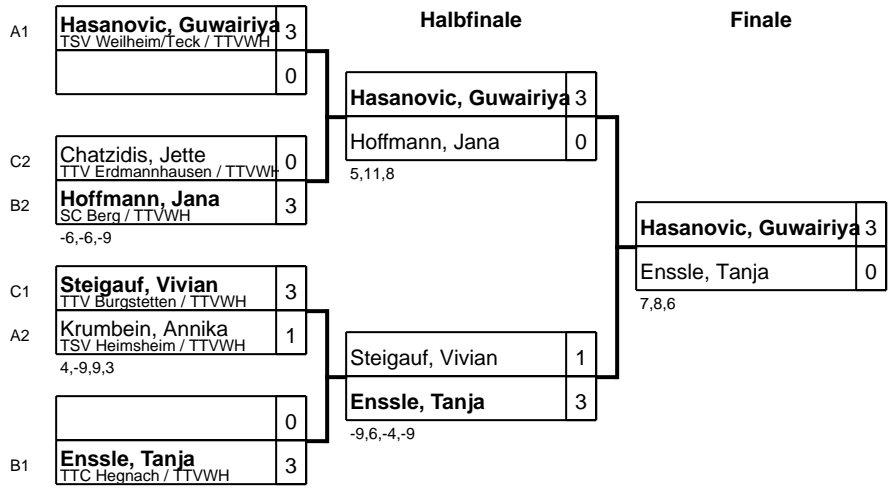 Halbfinale
Finale
A1
Hasanovic, Guwairiya 3
TSV Weilheim/Teck / TTVWH
0
C2
Chatzidis, Jette 0
TTV Erdmannhausen / TTVWH
B2
Hoffmann, Jana 3
SC Berg / TTVWH
-6,-6,-9
C1
Steigauf, Vivian 3
TTV Burgstetten / TTVWH
A2
Krumbein, Annika 1
TSV Heimsheim / TTVWH
4,-9,9,3
0
B1
Enssle, Tanja 3
TTC Hegnach / TTVWH
Hasanovic, Guwairiya 3
Hoffmann, Jana 0
5,11,8
Steigauf, Vivian 1
Enssle, Tanja 3
-9,6,-4,-9
Hasanovic, Guwairiya 3
Enssle, Tanja 0
7,8,6